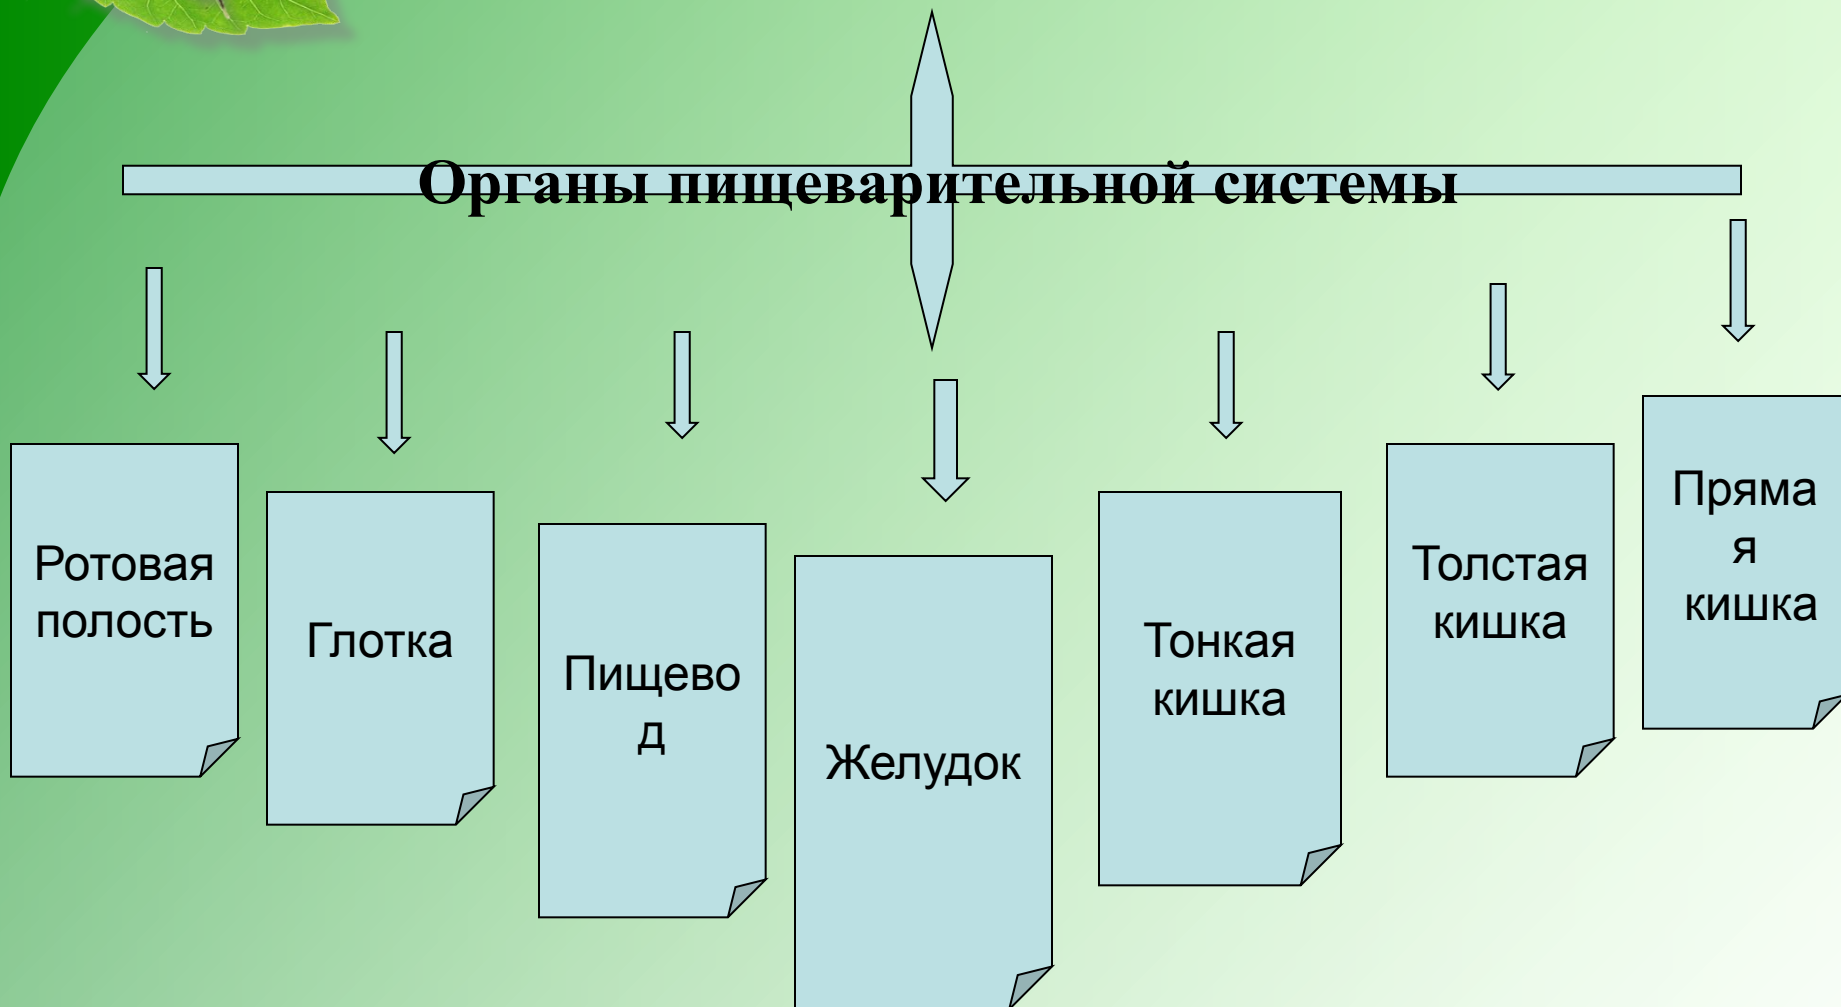 Органы пищеварительной системы
Ротовая
полость
Глотка
Пищево
д
Желудок
Тонкая
кишка
Толстая
кишка
Пряма
я
кишка